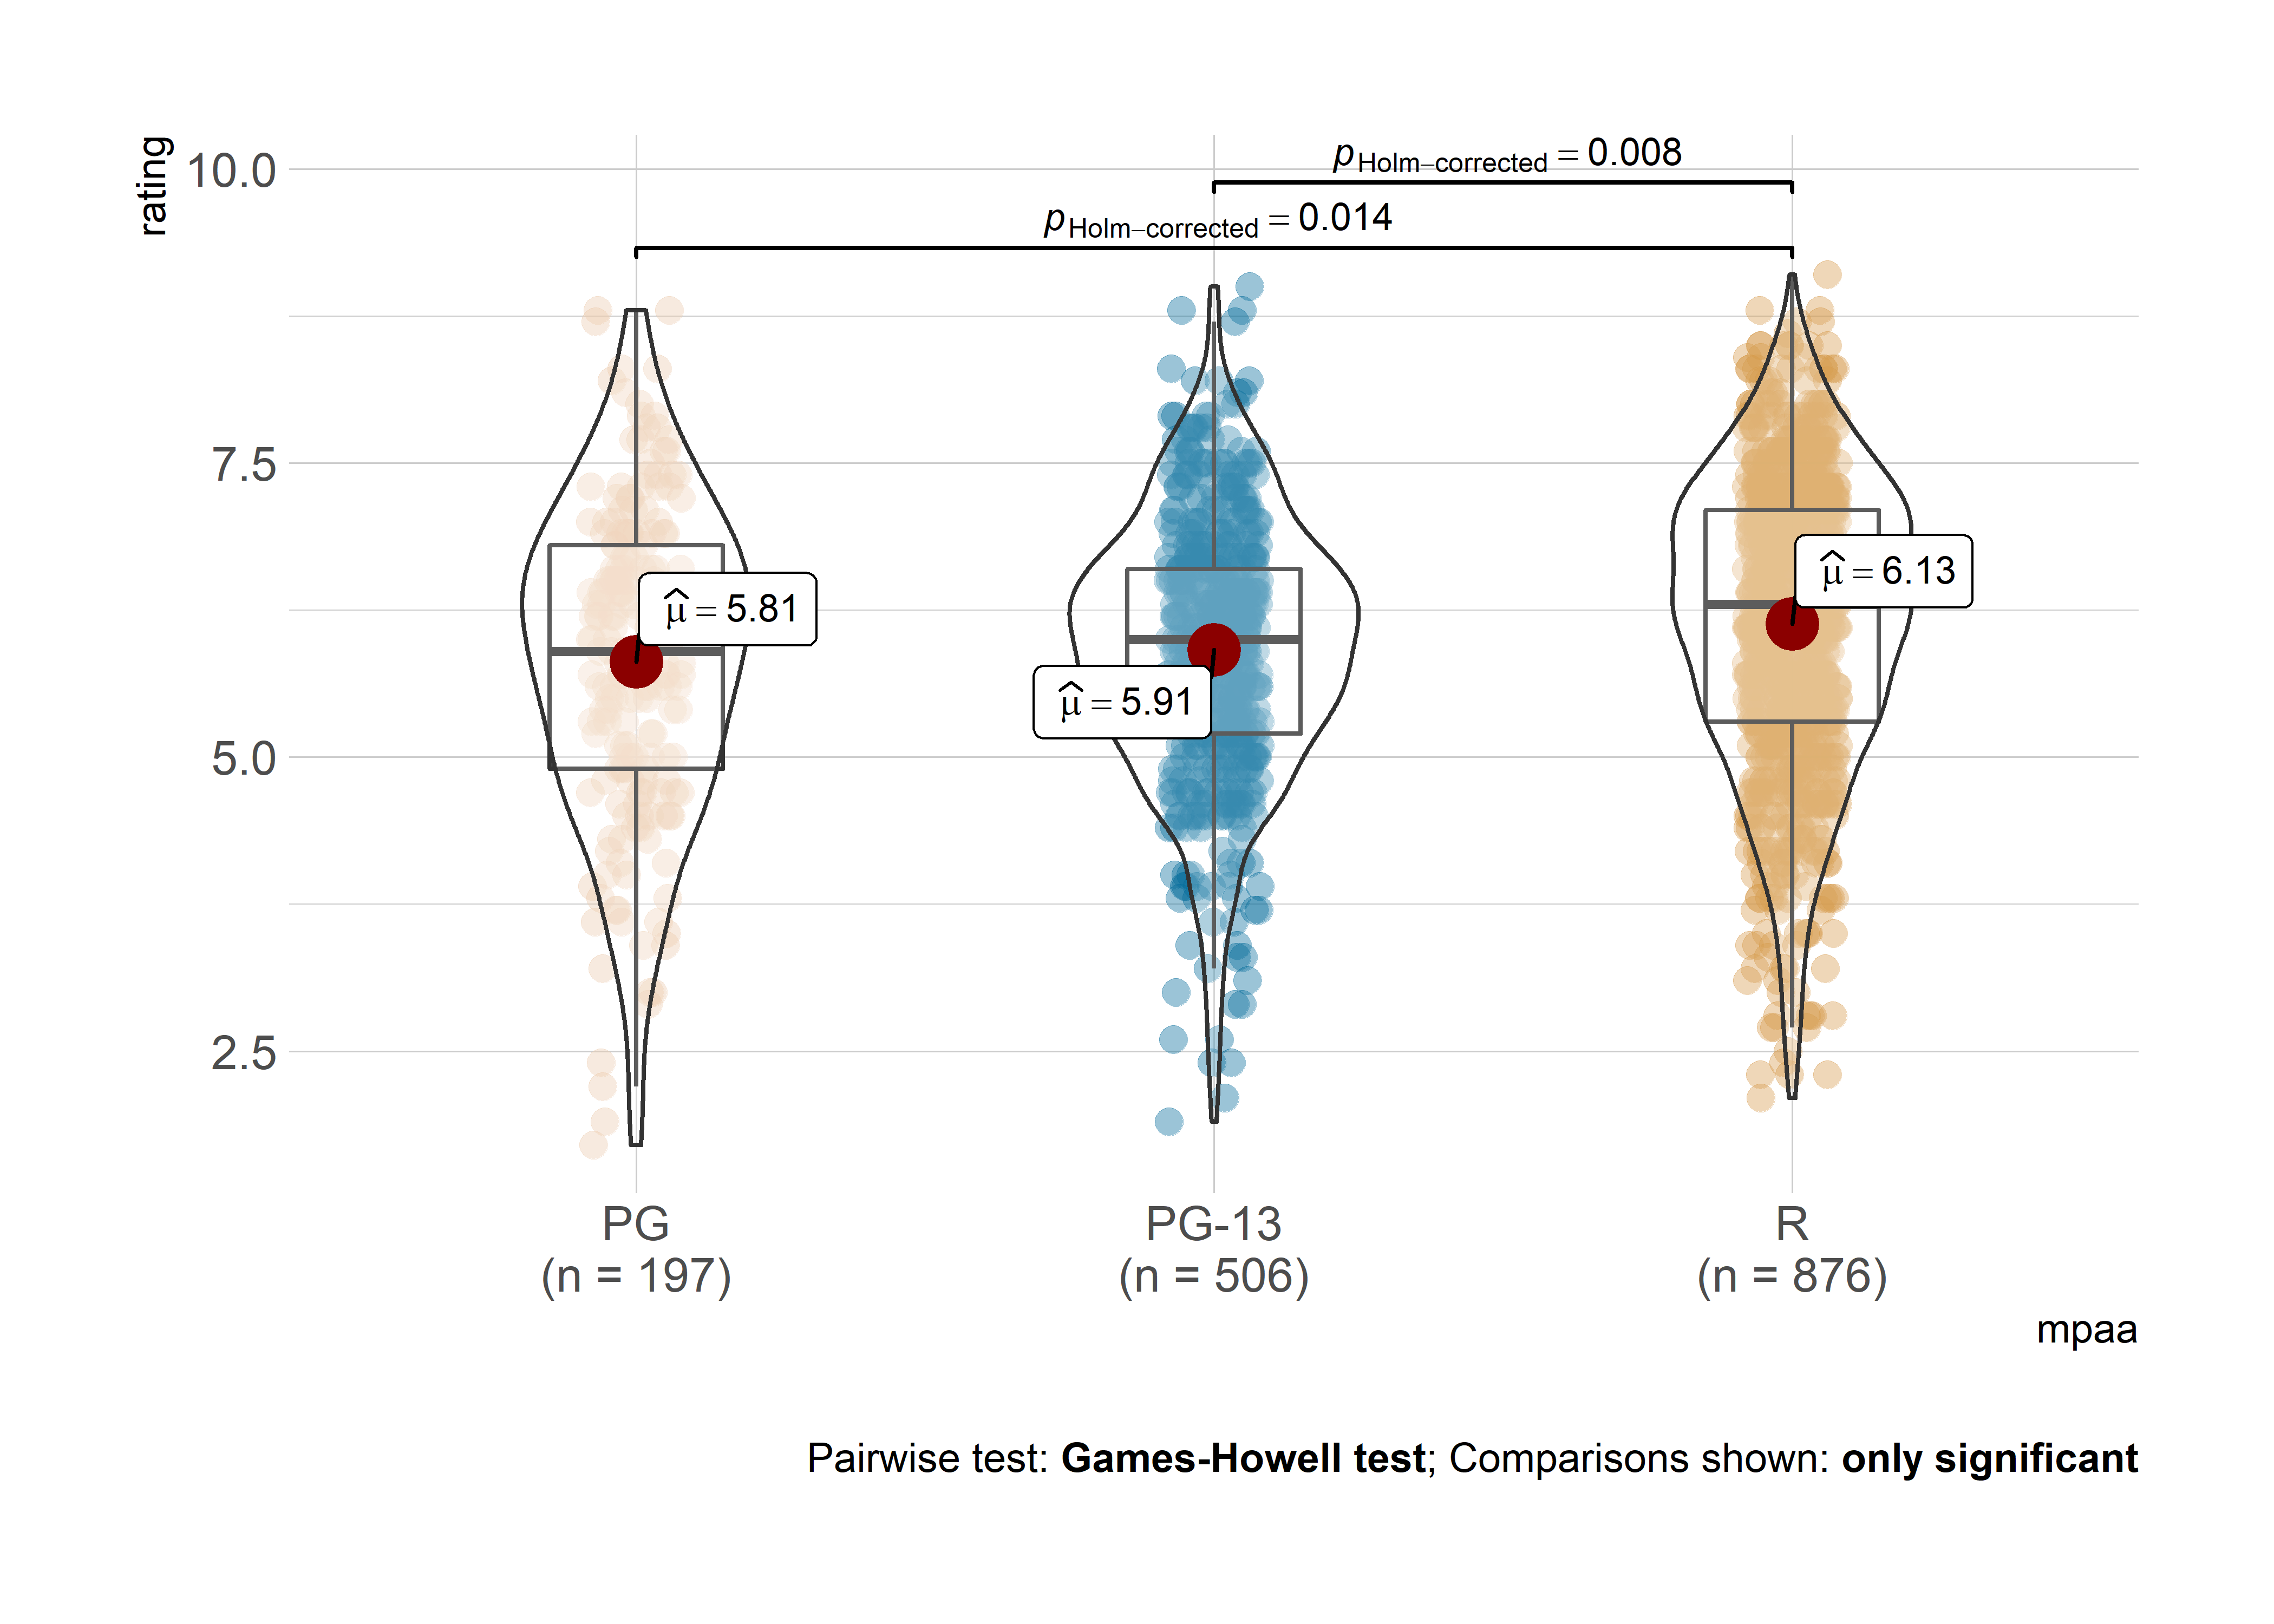 rating
10.0
7.5
5.0
2.5
pHolm−corrected = 0.008
pHolm−corrected = 0.014
μ̂ = 5.81
μ̂ = 5.91
μ̂ = 6.13
PG
(n = 197)
PG-13
(n = 506)
R
(n = 876)
mpaa
Pairwise test: Games-Howell test; Comparisons shown: only significant